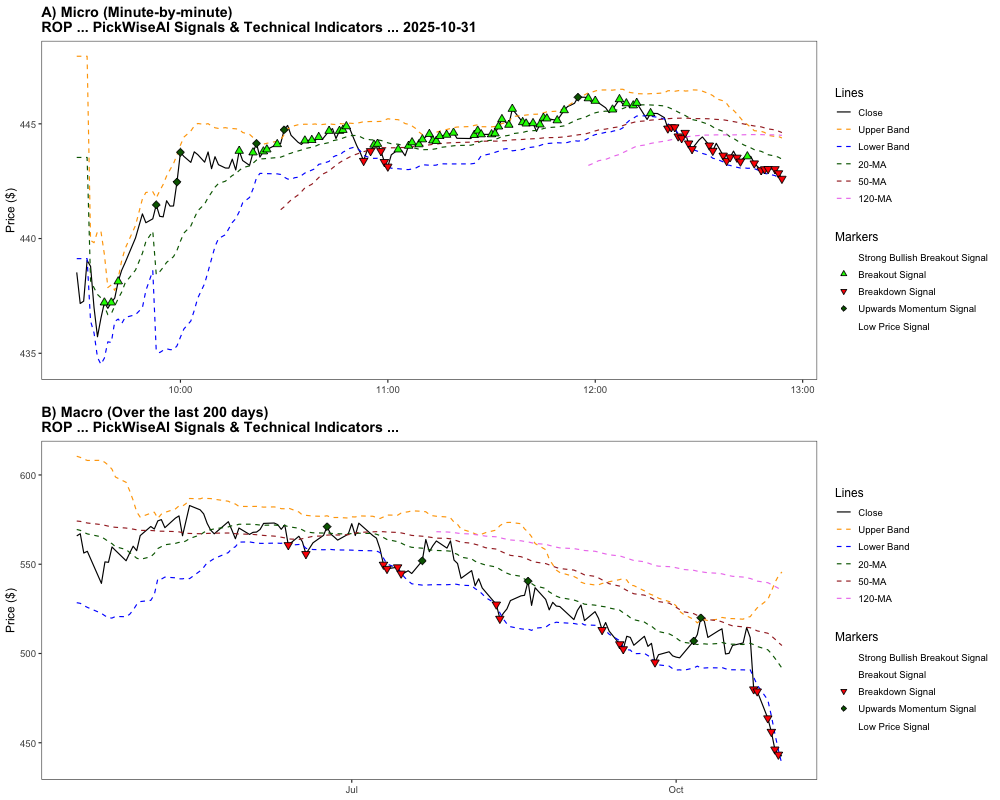 A) Micro (Minute-by-minute)
ROP ... PickWiseAI Signals & Technical Indicators ... 2025-10-31
Price ($)
445
440
435
10:00
11:00
12:00
13:00
Lines
Close
Upper Band
Lower Band
20-MA
50-MA
120-MA
Markers
Strong Bullish Breakout Signal
Breakout Signal
Breakdown Signal
Upwards Momentum Signal
Low Price Signal
B) Macro (Over the last 200 days)
ROP ... PickWiseAI Signals & Technical Indicators ...
Price ($)
600
550
500
450
Jul
Oct
Lines
Close
Upper Band
Lower Band
20-MA
50-MA
120-MA
Markers
Strong Bullish Breakout Signal
Breakout Signal
Breakdown Signal
Upwards Momentum Signal
Low Price Signal